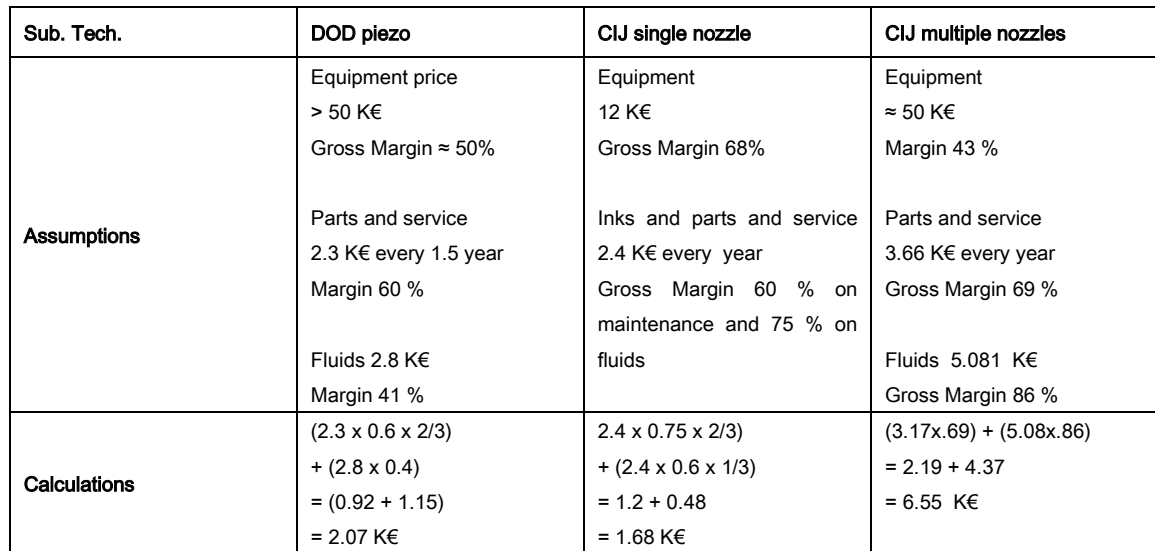 Sub. Tech.
DOD piezo
CIJ single nozzle
CIJ multiple nozzles
Assumptions
Equipment price
> 50 K€
Gross Margin ≈ 50%
Parts and service
2.3 K€ every 1.5 year
Margin 60 %
Fluids 2.8 K€
Margin 41 %
Equipment
12 K€
Gross Margin 68%
Inks and parts and service
2.4 K€ every year
Gross Margin 60 % on
maintenance and 75 % on
fluids
Equipment
≈ 50 K€
Margin 43 %
Parts and service
3.66 K€ every year
Gross Margin 69 %
Fluids 5.081 K€
Gross Margin 86 %
Calculations
(2.3 x 0.6 x 2/3)
+ (2.8 x 0.4)
= (0.92 + 1.15)
= 2.07 K€
2.4 x 0.75 x 2/3)
+ (2.4 x 0.6 x 1/3)
= 1.2 + 0.48
= 1.68 K€
(3.17x.69) + (5.08x.86)
= 2.19 + 4.37
= 6.55 K€